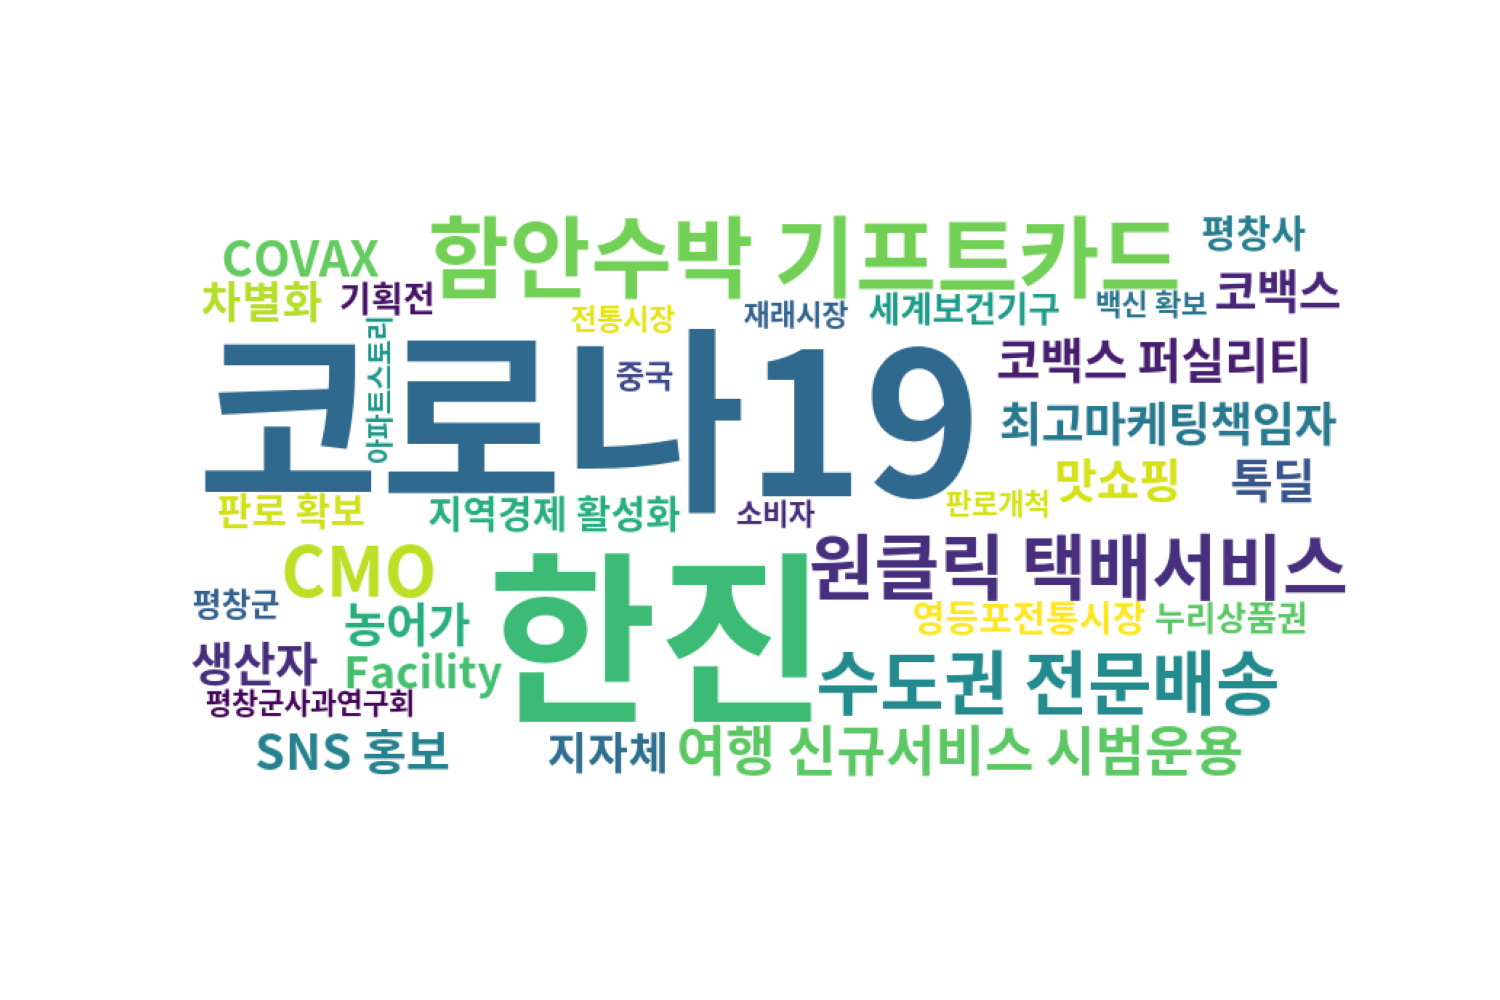 함안수박 기프트카드
평창사
COVAX
코백스
차별화
기획전
전통시장
재래시장
세계보건기구
백신 확보
코로나19
아파트스토리
중국
코백스 퍼실리티
최고마케팅책임자
맛쇼핑
톡딜
판로 확보
지역경제 활성화
소비자
판로개척
CMO
한진
원클릭 택배서비스
평창군
농어가
영등포전통시장
누리상품권
생산자
Facility
수도권 전문배송
평창군사과연구회
SNS 홍보
지자체
여행 신규서비스 시범운용